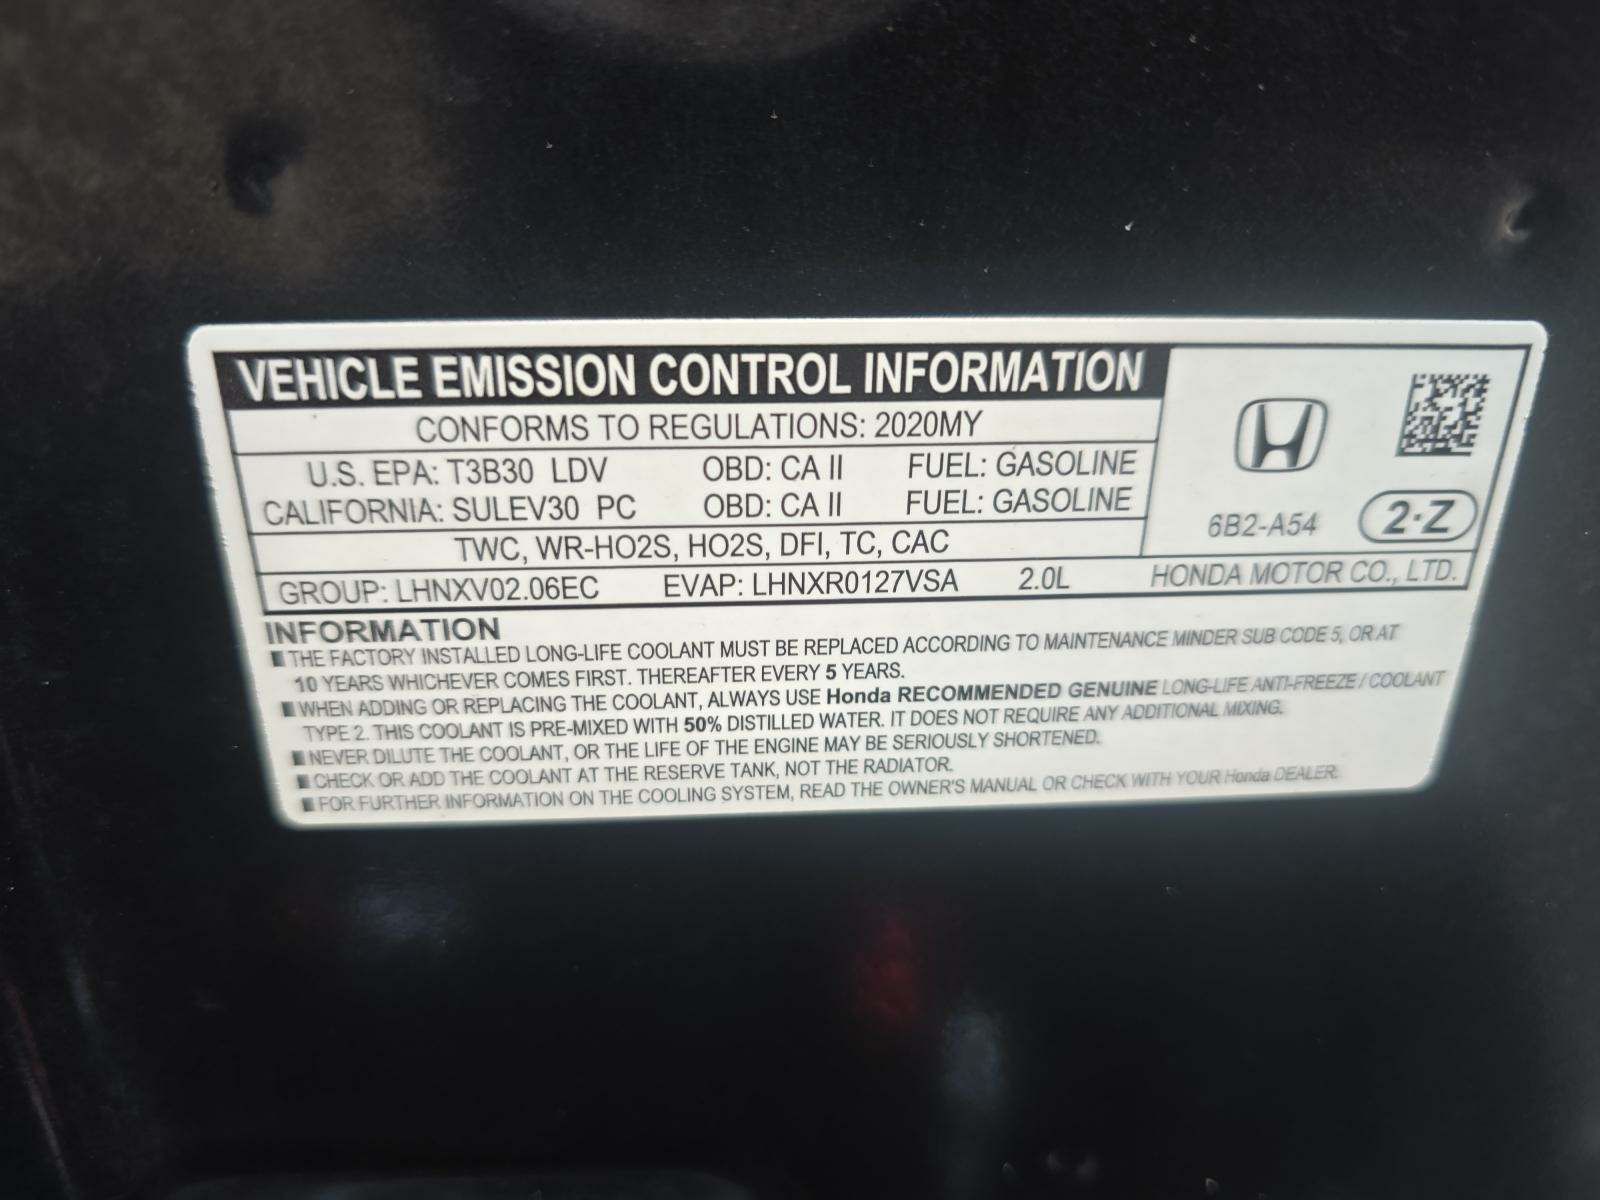 VEHICLE EMISSION CONTROL INFORMATION
CONFORMS TO REGULATIONS: 2020MY
U.S. EPA: T3B30 LDV OBD: CA II FUEL: GASOLINE
CALIFORNIA: SULEV30 PC OBD: CA II FUEL: GASOLINE
TWC, WR-HO2S, HO2S, DFI, TC, CAC
6B2-A54 2·Z
GROUP: LHNXV02.06EC EVAP: LHNXR0127VSA 2.0L HONDA MOTOR CO., LTD.
INFORMATION
■ THE FACTORY INSTALLED LONG-LIFE COOLANT MUST BE REPLACED ACCORDING TO MAINTENANCE MINDER SUB CODE 5, OR AT
10 YEARS WHICHEVER COMES FIRST. THEREAFTER EVERY 5 YEARS.
■ WHEN ADDING OR REPLACING THE COOLANT, ALWAYS USE Honda RECOMMENDED GENUINE LONG-LIFE ANTI-FREEZE / COOLANT
TYPE 2. THIS COOLANT IS PRE-MIXED WITH 50% DISTILLED WATER. IT DOES NOT REQUIRE ANY ADDITIONAL MIXING.
■ NEVER DILUTE THE COOLANT, OR THE LIFE OF THE ENGINE MAY BE SERIOUSLY SHORTENED.
■ CHECK OR ADD THE COOLANT AT THE RESERVE TANK, NOT THE RADIATOR.
■ FOR FURTHER INFORMATION ON THE COOLING SYSTEM, READ THE OWNER'S MANUAL OR CHECK WITH YOUR Honda DEALER.